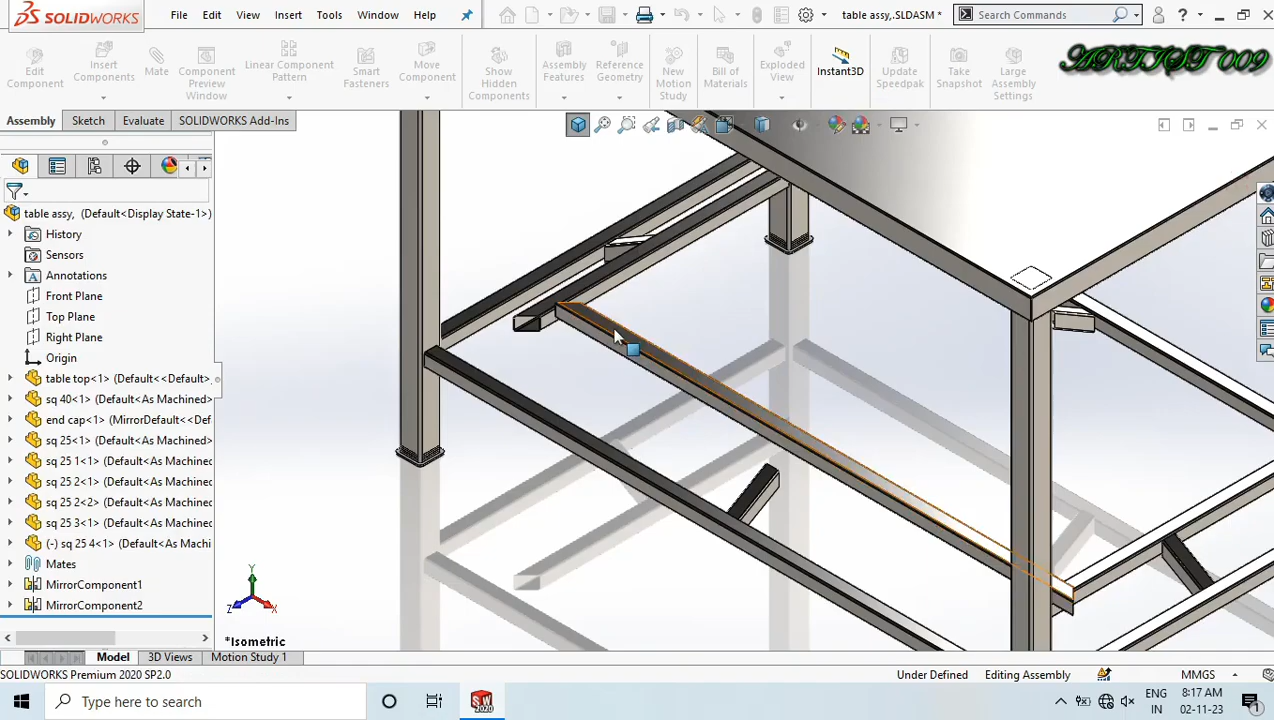 SOLIDWORKS File Edit View Insert Tools Window Help table assy,.SLDASM * Search Commands ?
Edit Component
Insert Components
Mate
Component Preview Window
Linear Component Pattern
Smart Fasteners
Move Component
Show Hidden Components
Assembly Features
Reference Geometry
New Motion Study
Bill of Materials
Exploded View
Instant3D
Update Speedpak
Take Snapshot
Large Assembly Settings
ARTIST 009
Assembly Sketch Evaluate SOLIDWORKS Add-Ins
table assy, (Default<Display State-1>)
History
Sensors
Annotations
Front Plane
Top Plane
Right Plane
Origin
table top<1> (Default<<Default>
sq 40<1> (Default<As Machined>
end cap<1> (MirrorDefault<<Def
sq 25<1> (Default<As Machined>
sq 25 1<1> (Default<As Machined
sq 25 2<1> (Default<As Machined
sq 25 2<2> (Default<As Machined
sq 25 3<1> (Default<As Machined
(-) sq 25 4<1> (Default<As Machi
Mates
MirrorComponent1
MirrorComponent2
Y
Z X
*Isometric
Model 3D Views Motion Study 1
SOLIDWORKS Premium 2020 SP2.0 Under Defined Editing Assembly MMGS
Type here to search
SW
2020
ENG
IN
8:17 AM
02-11-23
1